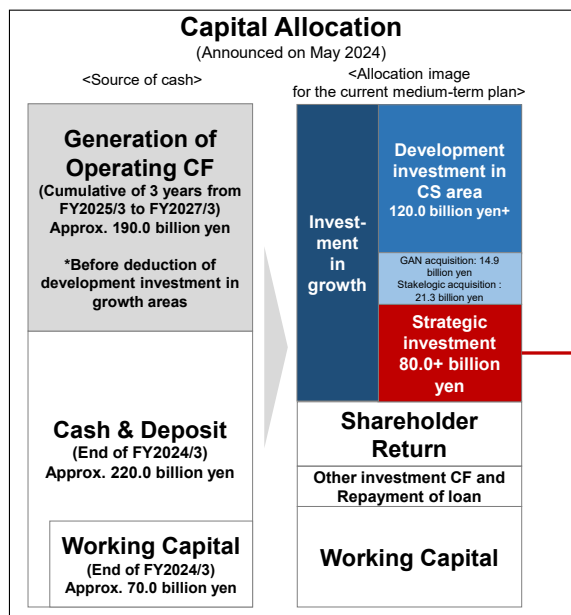 Capital Allocation
(Announced on May 2024)
<Source of cash>
Generation of
Operating CF
(Cumulative of 3 years from
FY2025/3 to FY2027/3)
Approx. 190.0 billion yen
*Before deduction of
development investment in
growth areas
Cash & Deposit
(End of FY2024/3)
Approx. 220.0 billion yen
Working Capital
(End of FY2024/3)
Approx. 70.0 billion yen
<Allocation image
for the current medium-term plan>
Invest-
ment
in
growth
Development
investment in
CS area
120.0 billion yen+
GAN acquisition: 14.9
billion yen
Stakelogic acquisition :
21.3 billion yen
Strategic
investment
80.0+ billion
yen
Shareholder
Return
Other investment CF and
Repayment of loan
Working Capital